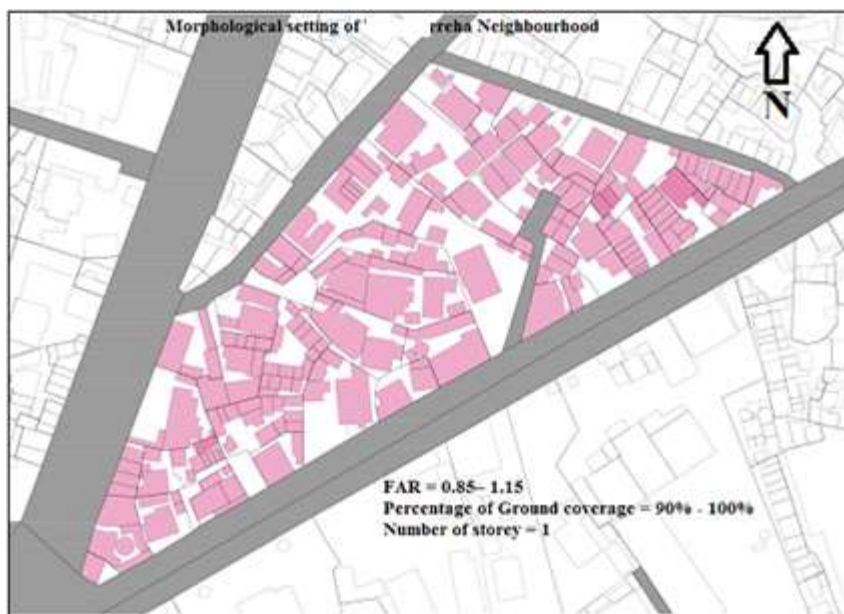 Morphological setting of ' rreha Neighbourhood
N
FAR = 0.85– 1.15
Percentage of Ground coverage = 90% - 100%
Number of storey = 1